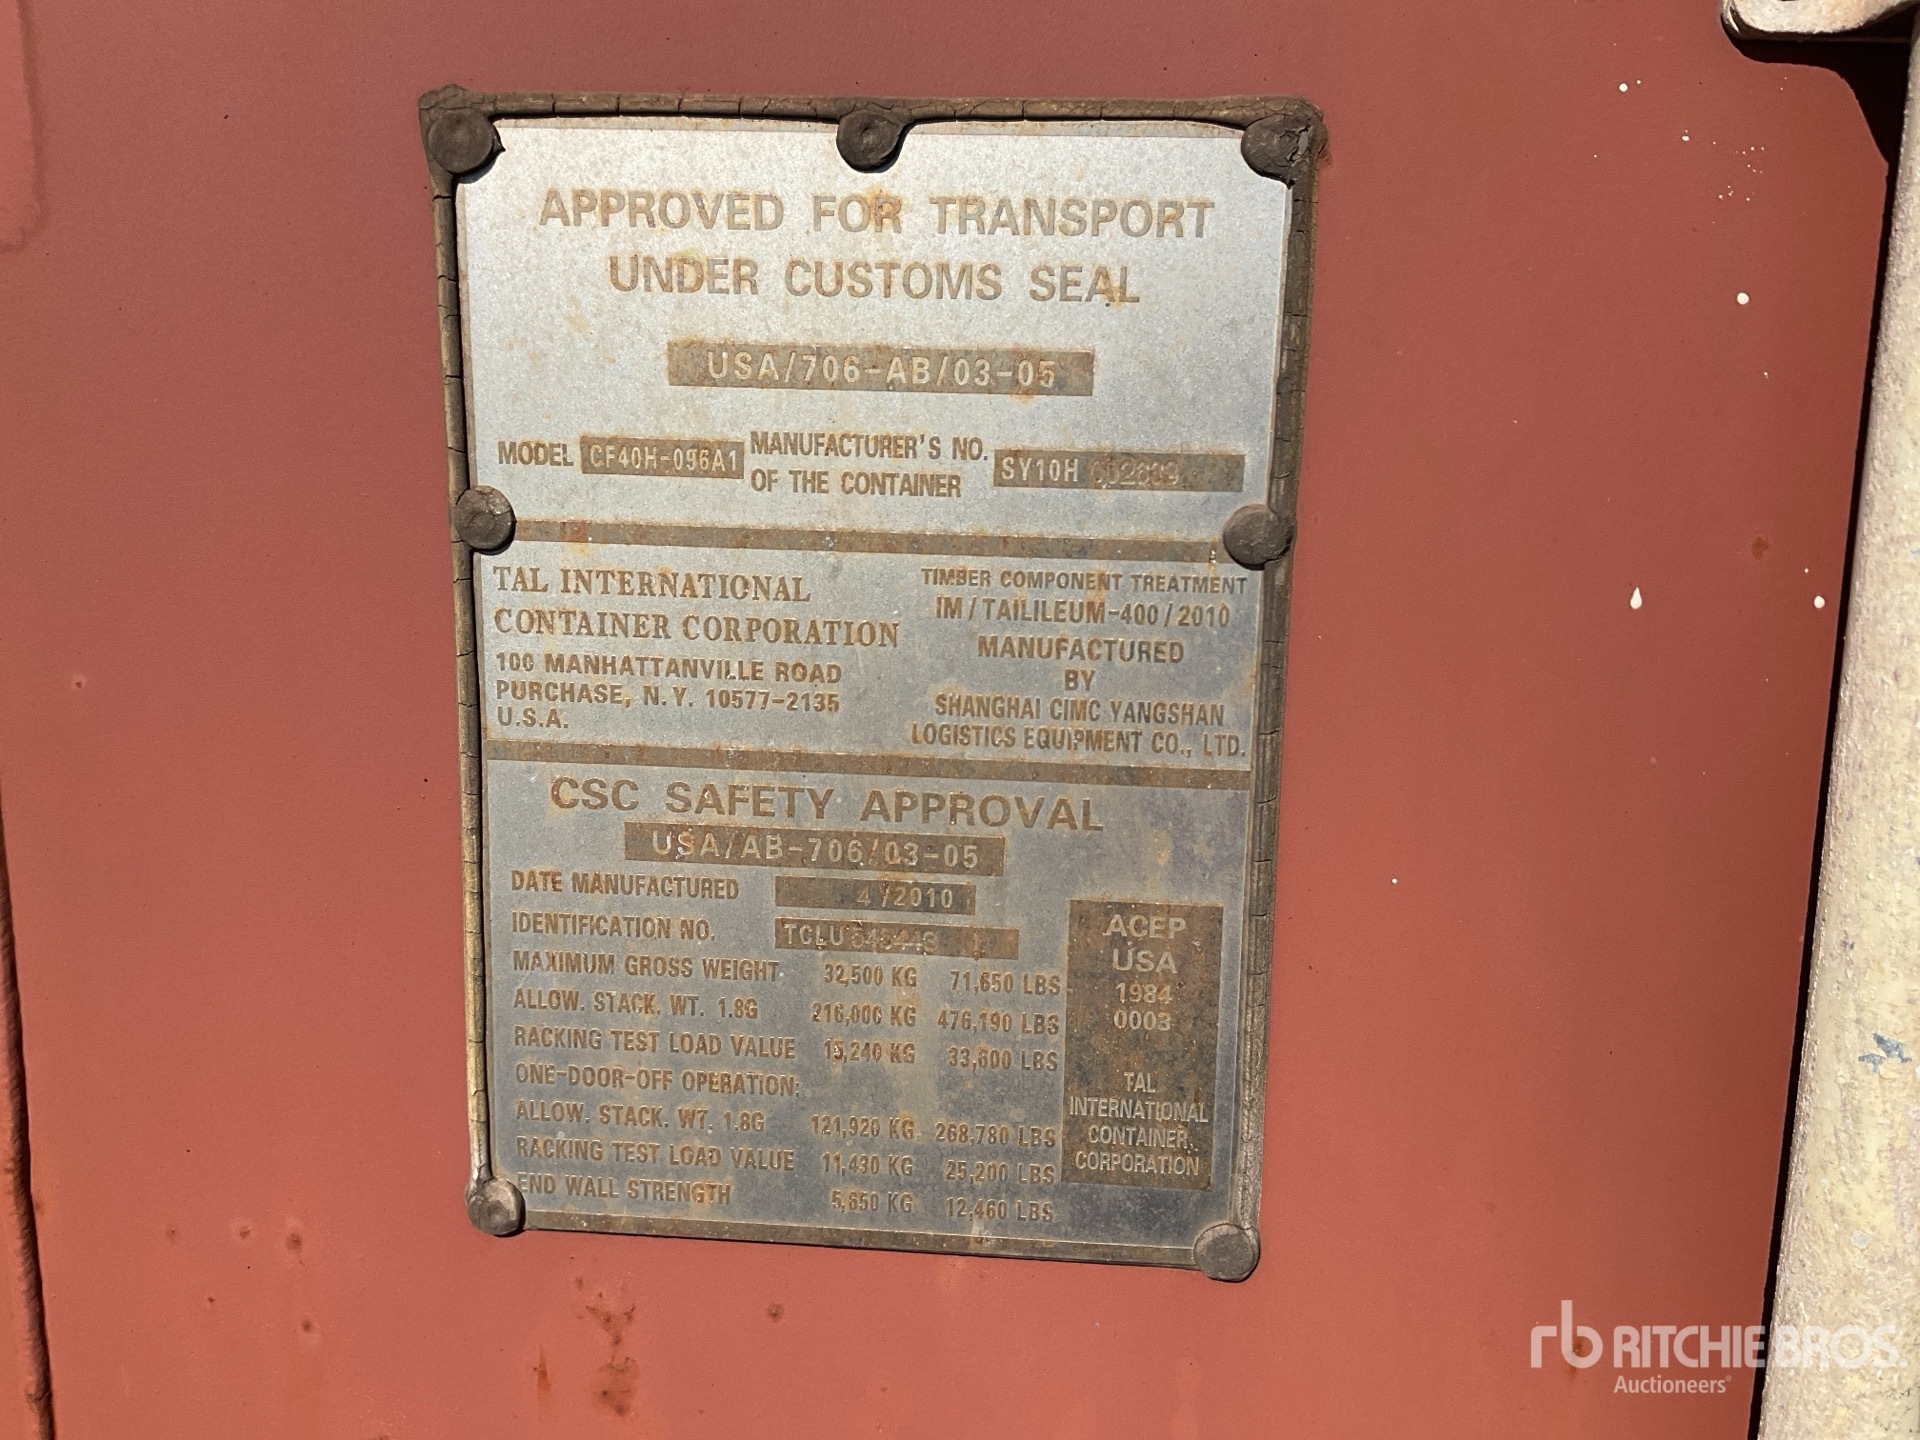 APPROVED FOR TRANSPORT
UNDER CUSTOMS SEAL
USA/706-AB/03-05
MODEL CF40H-096A1 MANUFACTURER'S NO.
OF THE CONTAINER SY10H
TAL INTERNATIONAL
CONTAINER CORPORATION
100 MANHATTANVILLE ROAD
PURCHASE, N.Y. 10577-2135
U.S.A.
TIMBER COMPONENT TREATMENT
IM/TAILILEUM-400/2010
MANUFACTURED
BY
SHANGHAI CIMC YANGSHAN
LOGISTICS EQUIPMENT CO., LTD.
CSC SAFETY APPROVAL
USA/AB-706/03-05
DATE MANUFACTURED 4/2010
IDENTIFICATION NO. TCLU
MAXIMUM GROSS WEIGHT 32,500 KG 71,650 LBS
ALLOW. STACK. WT. 1.8G 216,000 KG 476,190 LBS
RACKING TEST LOAD VALUE 15,240 KG 33,600 LBS
ONE-DOOR-OFF OPERATION:
ALLOW. STACK. WT. 1.8G 121,920 KG 268,780 LBS
RACKING TEST LOAD VALUE 11,430 KG 25,200 LBS
END WALL STRENGTH 5,650 KG 12,460 LBS
ACEP
USA
1984
0003
TAL
INTERNATIONAL
CONTAINER
CORPORATION
rb RITCHIE BROS.
Auctioneers